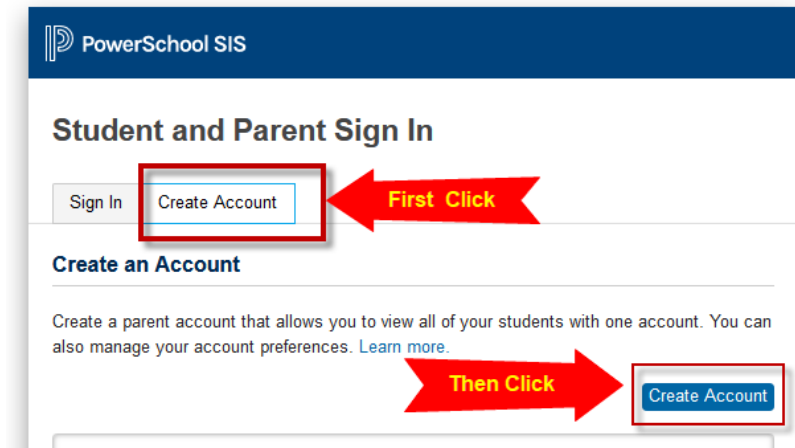 PowerSchool SIS
Student and Parent Sign In
Sign In
Create Account
First Click
Create an Account
Create a parent account that allows you to view all of your students with one account. You can
also manage your account preferences. Learn more.
Then Click
Create Account